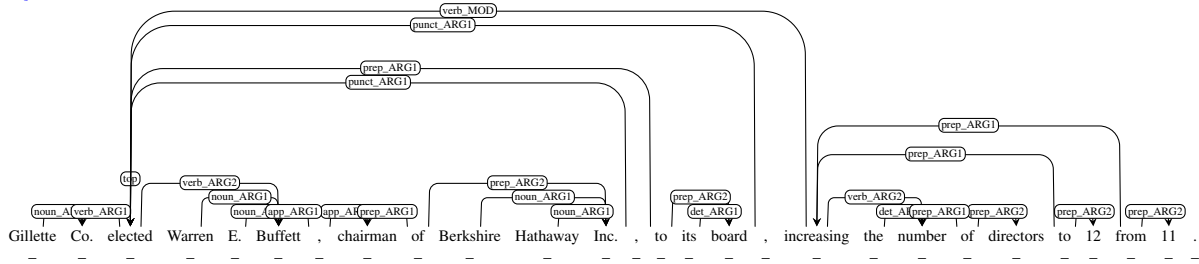 verb_MOD
punct_ARG1
prep_ARG1
punct_ARG1
prep_ARG1
prep_ARG1
top verb_ARG2 prep_ARG2
noun_ARG1 noun_ARG1 prep_ARG2 verb_ARG2
verb_ARG1 app_ARG1 prep_ARG1 noun_ARG1 det_ARG1 prep_ARG1 prep_ARG2 prep_ARG2 prep_ARG2
Gillette Co. elected Warren E. Buffett , chairman of Berkshire Hathaway Inc. , to its board , increasing the number of directors to 12 from 11 .
_ _ _ _ _ _ _ _ _ _ _ _ _ _ _ _ _ _ _ _ _ _ _ _ _ _ _